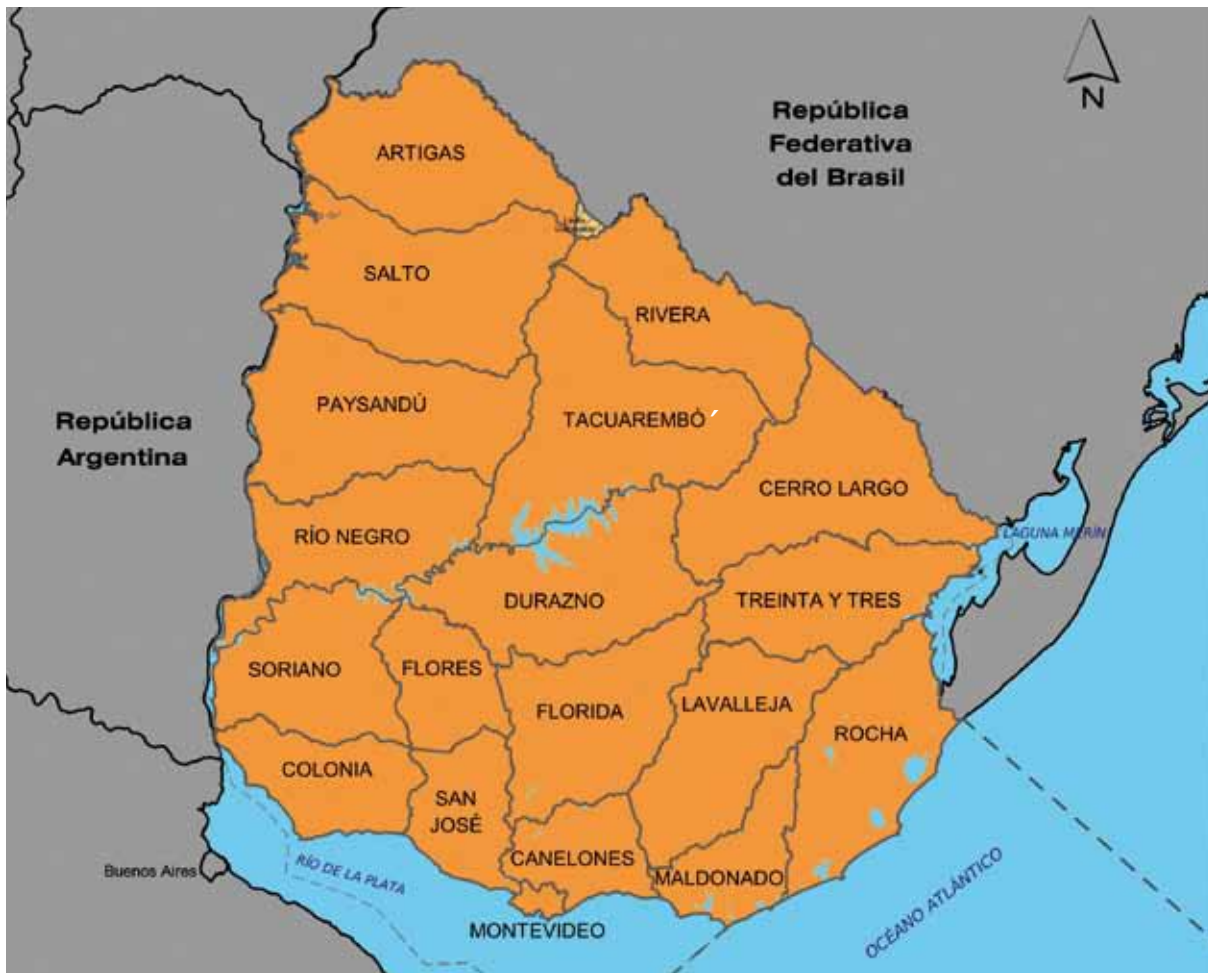 N
República
Federativa
del Brasil
ARTIGAS
SALTO
RIVERA
PAYSANDÚ
República
Argentina
TACUAREMBÓ
CERRO LARGO
RÍO NEGRO
LAGUNA MERÍN
DURAZNO
TREINTA Y TRES
SORIANO
FLORES
FLORIDA
LAVALLEJA
ROCHA
COLONIA
SAN
JOSÉ
CANELONES
MALDONADO
Buenos Aires
RÍO DE LA PLATA
MONTEVIDEO
OCÉANO ATLÁNTICO